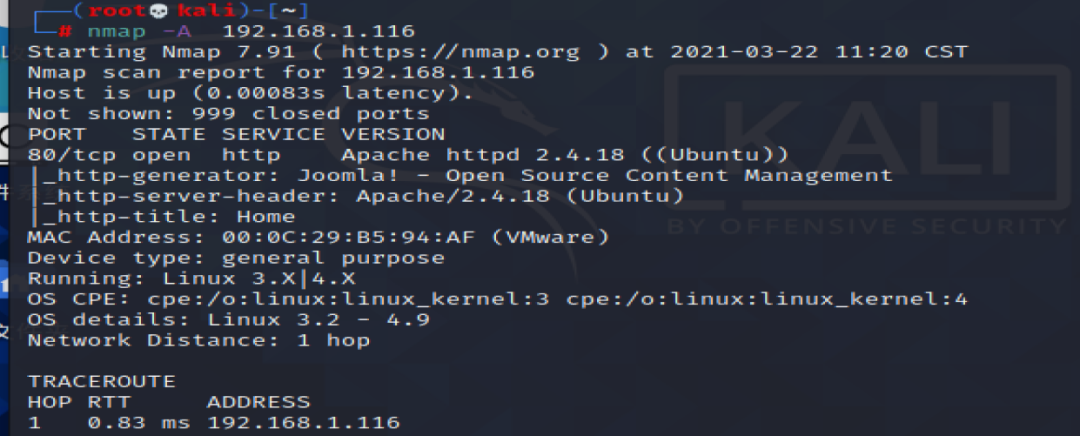 (root💀kali)-[~]
# nmap -A 192.168.1.116
Starting Nmap 7.91 ( https://nmap.org ) at 2021-03-22 11:20 CST
Nmap scan report for 192.168.1.116
Host is up (0.00083s latency).
Not shown: 999 closed ports
PORT STATE SERVICE VERSION
80/tcp open http Apache httpd 2.4.18 ((Ubuntu))
|_http-generator: Joomla! - Open Source Content Management
|_http-server-header: Apache/2.4.18 (Ubuntu)
|_http-title: Home
MAC Address: 00:0C:29:B5:94:AF (VMware)
Device type: general purpose
Running: Linux 3.X|4.X
OS CPE: cpe:/o:linux:linux_kernel:3 cpe:/o:linux:linux_kernel:4
OS details: Linux 3.2 - 4.9
Network Distance: 1 hop
TRACEROUTE
HOP RTT ADDRESS
1 0.83 ms 192.168.1.116
KALI
BY OFFENSIVE SECURITY